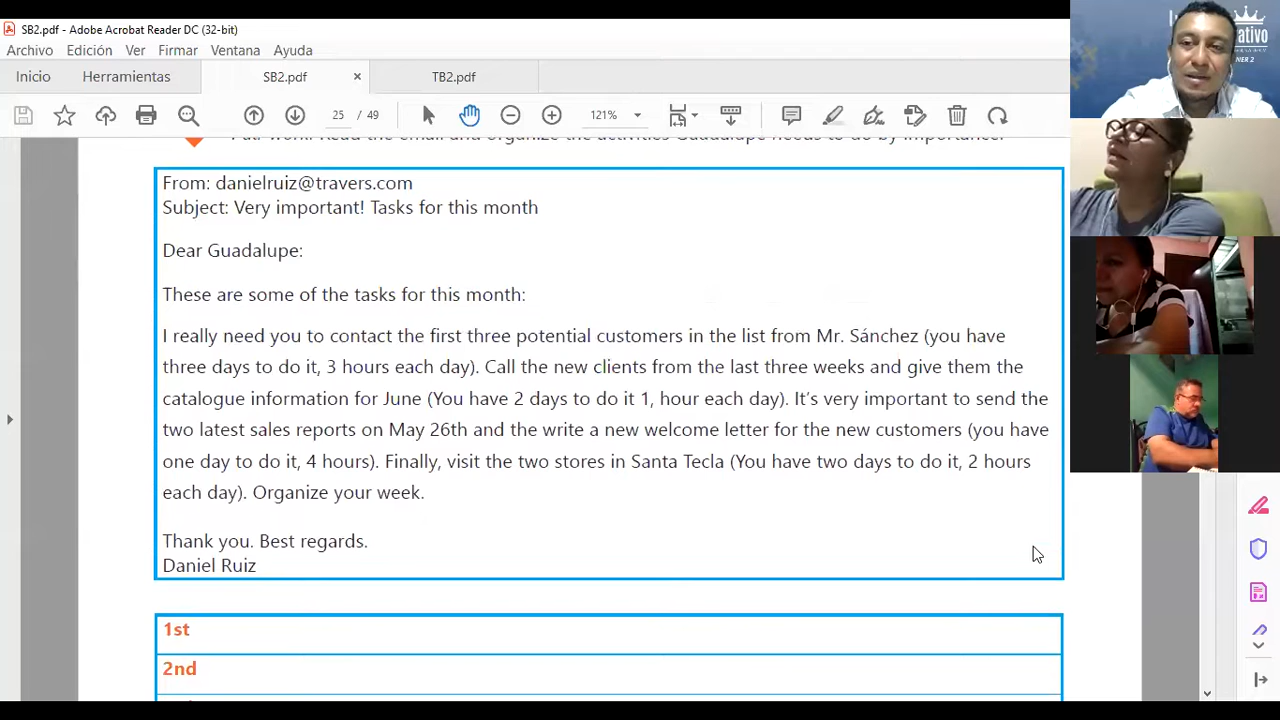 SB2.pdf - Adobe Acrobat Reader DC (32-bit)
Archivo Edición Ver Firmar Ventana Ayuda
Inicio Herramientas SB2.pdf × TB2.pdf
25 / 49 121%
From: danielruiz@travers.com
Subject: Very important! Tasks for this month
Dear Guadalupe:
These are some of the tasks for this month:
I really need you to contact the first three potential customers in the list from Mr. Sánchez (you have
three days to do it, 3 hours each day). Call the new clients from the last three weeks and give them the
catalogue information for June (You have 2 days to do it 1, hour each day). It's very important to send the
two latest sales reports on May 26th and the write a new welcome letter for the new customers (you have
one day to do it, 4 hours). Finally, visit the two stores in Santa Tecla (You have two days to do it, 2 hours
each day). Organize your week.
Thank you. Best regards.
Daniel Ruiz
1st
2nd